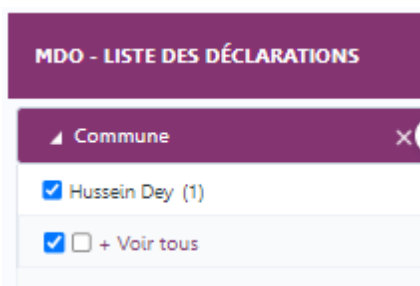 MDO - LISTE DES DÉCLARATIONS
Commune
Hussein Dey (1)
+ Voir tous